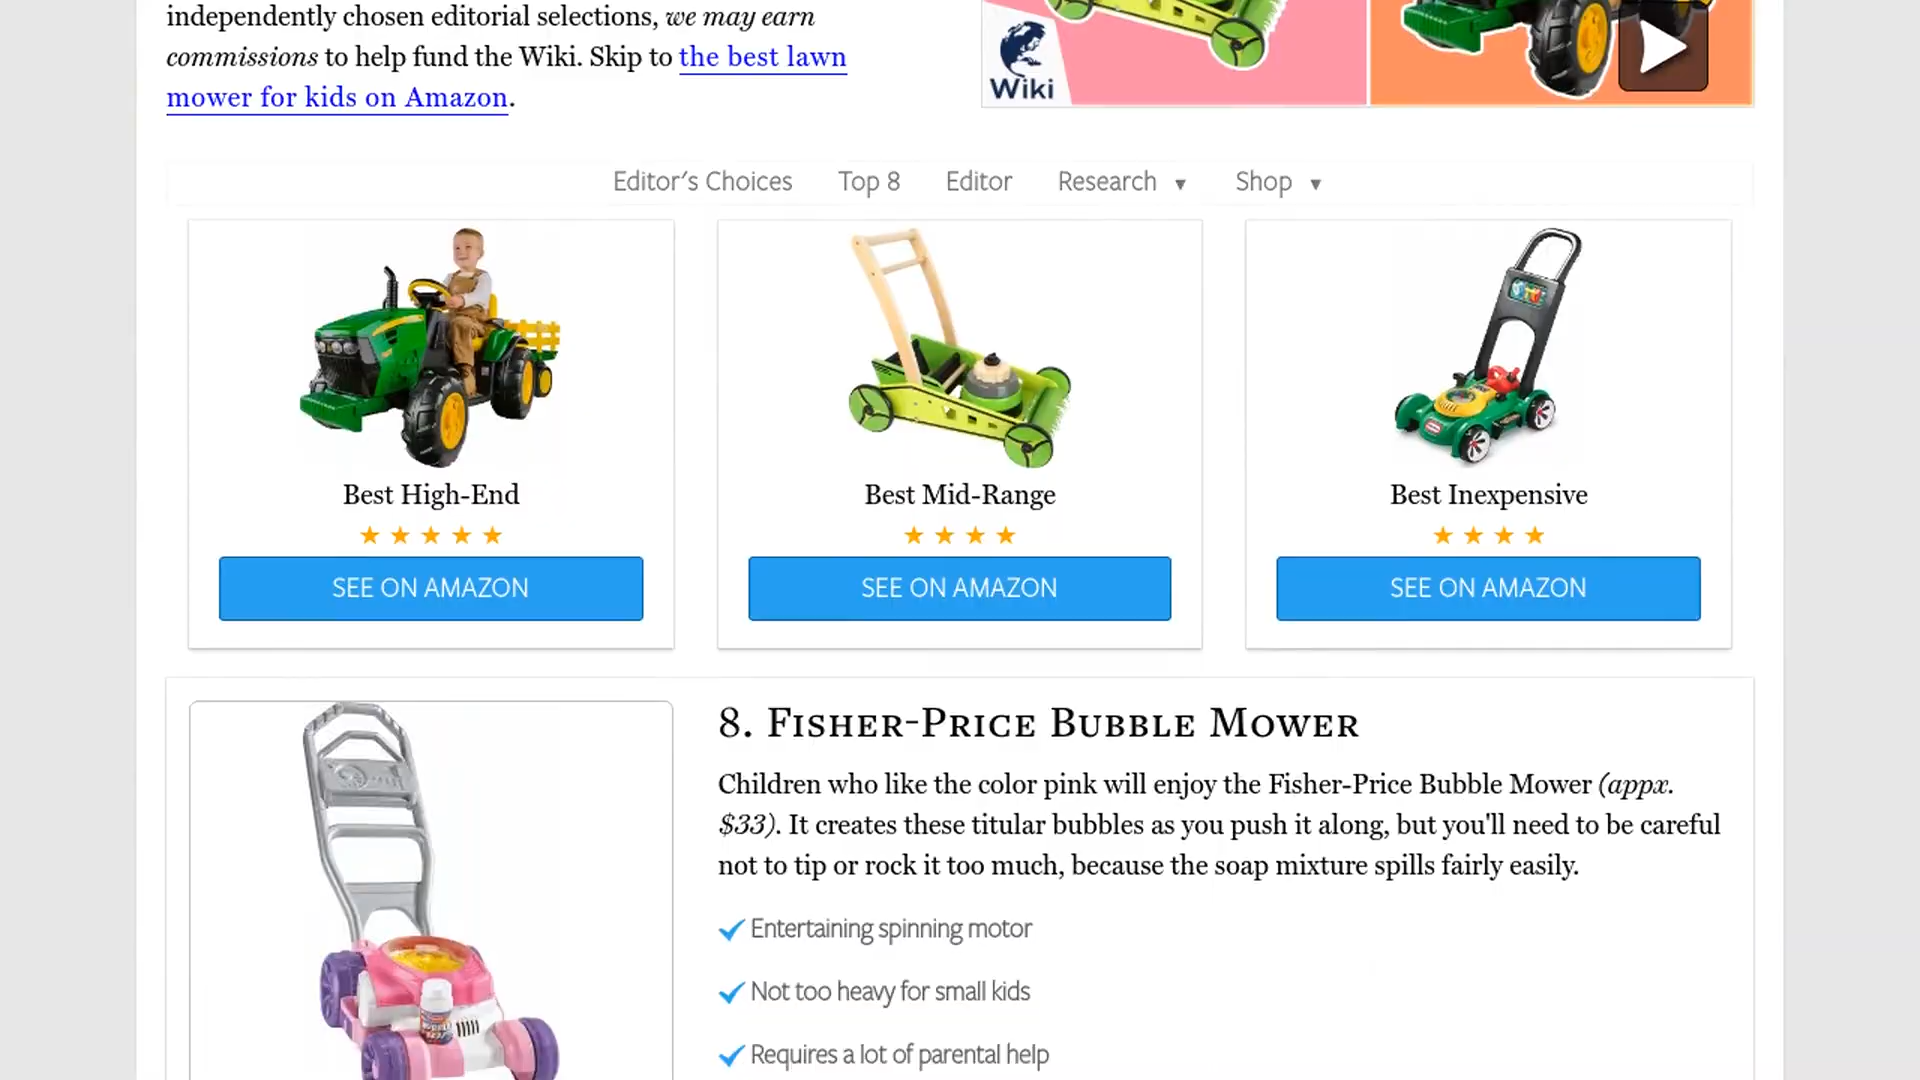 independently chosen editorial selections, we may earn
commissions to help fund the Wiki. Skip to the best lawn
mower for kids on Amazon.
Wiki
Editor's Choices Top 8 Editor Research ▼ Shop ▼
Best High-End
★ ★ ★ ★ ★
SEE ON AMAZON
Best Mid-Range
★ ★ ★ ★
SEE ON AMAZON
Best Inexpensive
★ ★ ★ ★
SEE ON AMAZON
8. Fisher-Price Bubble Mower
Children who like the color pink will enjoy the Fisher-Price Bubble Mower (appx.
$33). It creates these titular bubbles as you push it along, but you'll need to be careful
not to tip or rock it too much, because the soap mixture spills fairly easily.
Entertaining spinning motor
Not too heavy for small kids
Requires a lot of parental help